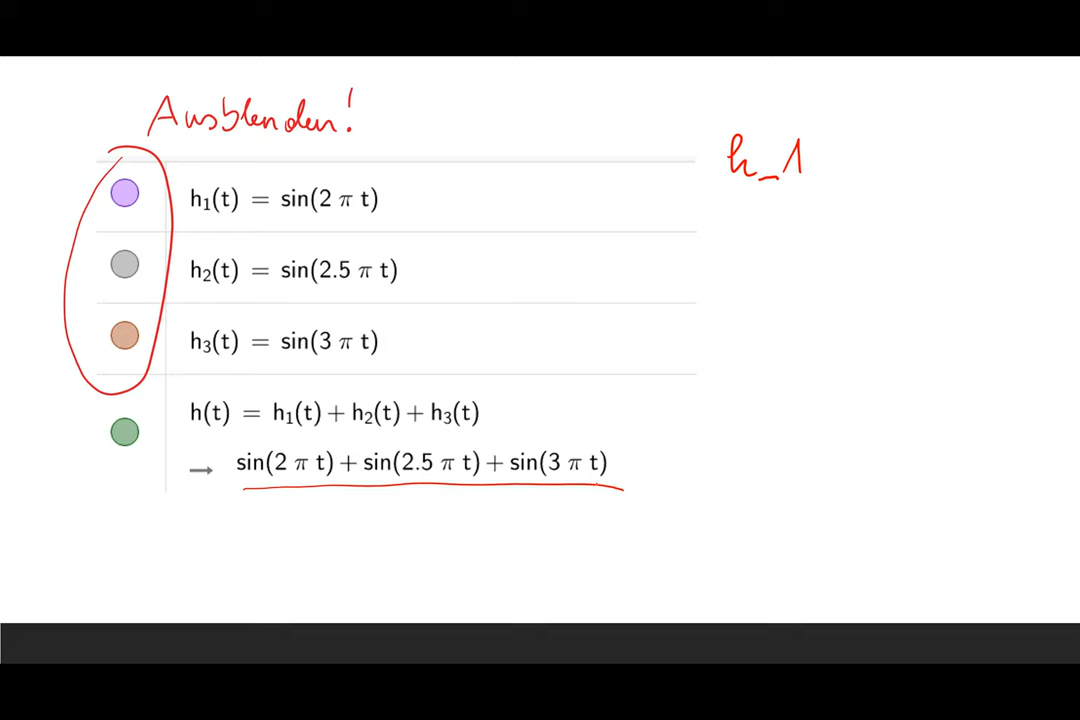 Ausblenden!
h_1
h₁(t) = sin(2 π t)
h₂(t) = sin(2.5 π t)
h₃(t) = sin(3 π t)
h(t) = h₁(t) + h₂(t) + h₃(t)
→ sin(2 π t) + sin(2.5 π t) + sin(3 π t)